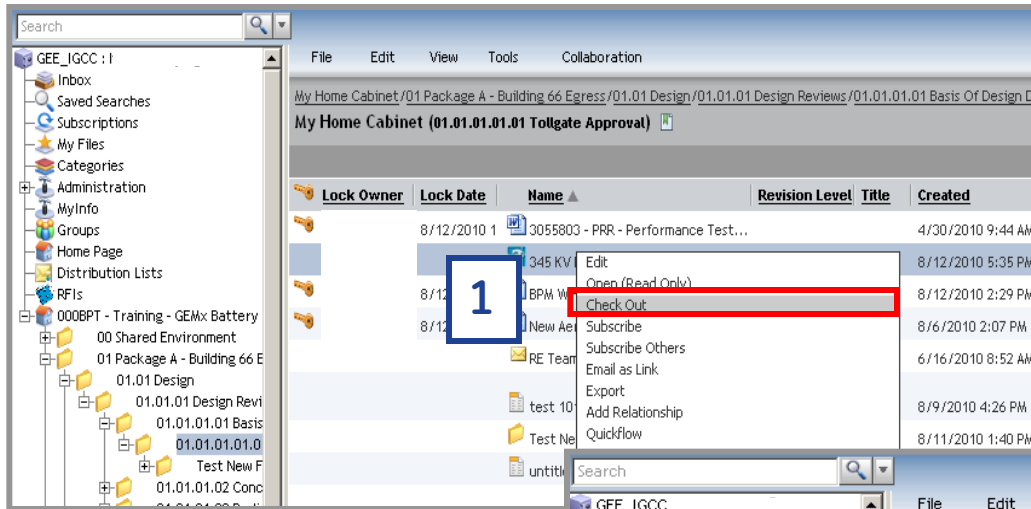 Search
GEE_IGCC :
Inbox
Saved Searches
Subscriptions
My Files
Categories
Administration
MyInfo
Groups
Home Page
Distribution Lists
RFIs
000BPT - Training - GEMx Battery
00 Shared Environment
01 Package A - Building 66 E
01.01 Design
01.01.01 Design Revi
01.01.01.01 Basis
01.01.01.01.0
Test New F
01.01.01.02 Conc
File Edit View Tools Collaboration
My Home Cabinet/01 Package A - Building 66 Egress/01.01 Design/01.01.01 Design Reviews/01.01.01.01 Basis Of Design D
My Home Cabinet (01.01.01.01.01 Tollgate Approval)
Lock Owner Lock Date Name Revision Level Title Created
8/12/2010 1 3055803 - PRR - Performance Test... 4/30/2010 9:44 AM
345 KV 8/12/2010 5:35 PM
8/12 BPM W 8/12/2010 2:29 PM
8/12 New Aer 8/6/2010 2:07 PM
RE Team 6/16/2010 8:52 AM
test 10 8/9/2010 4:26 PM
Test Ne 8/11/2010 1:40 PM
untitl
1
Edit
Open (Read Only)
Check Out
Subscribe
Subscribe Others
Email as Link
Export
Add Relationship
Quickflow
Search
GEE_IGCC
File Edit